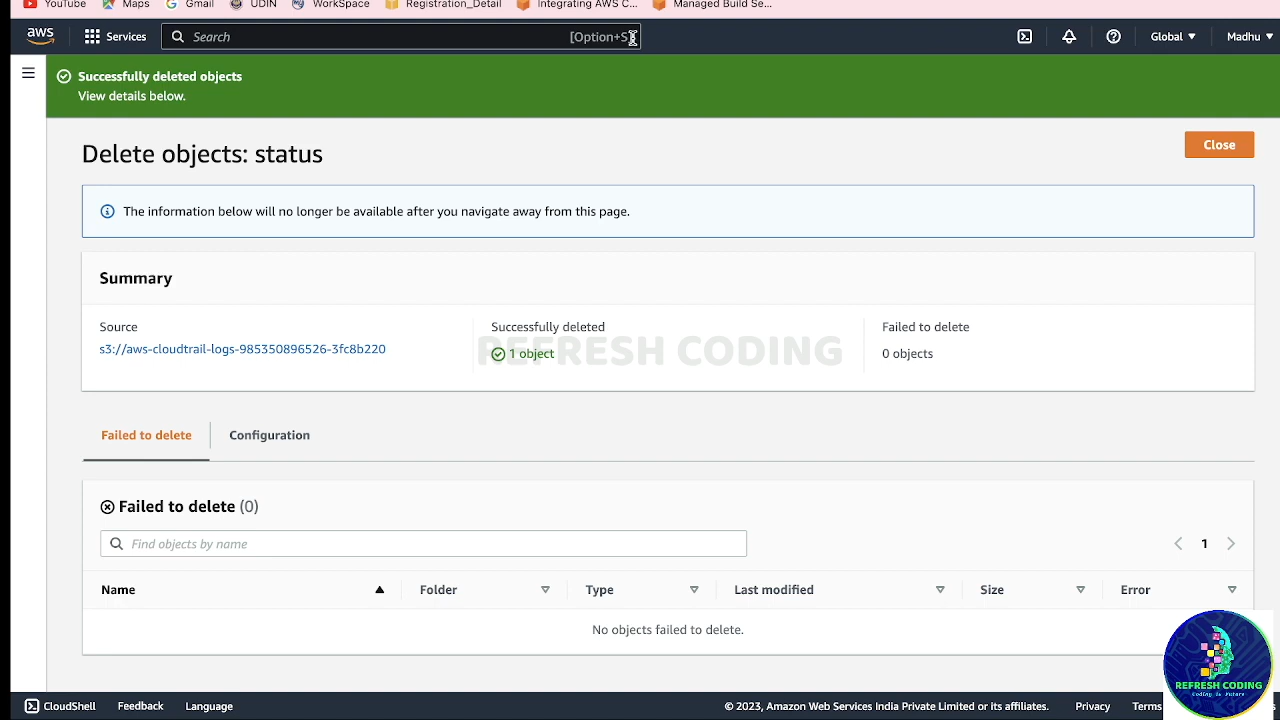 YouTube Maps Gmail UDIN WorkSpace Registration_Detail Integrating AWS C... Managed Build Se...
aws Services Search [Option+S] Global Madhu
Successfully deleted objects
View details below.
Delete objects: status
Close
The information below will no longer be available after you navigate away from this page.
Summary
Source Successfully deleted Failed to delete
s3://aws-cloudtrail-logs-985350896526-3fc8b220 1 object 0 objects
REFRESH CODING
Failed to delete Configuration
Failed to delete (0)
Find objects by name 1
Name Folder Type Last modified Size Error
No objects failed to delete.
REFRESH CODING
Coding Is Future
CloudShell Feedback Language © 2023, Amazon Web Services India Private Limited or its affiliates. Privacy Terms